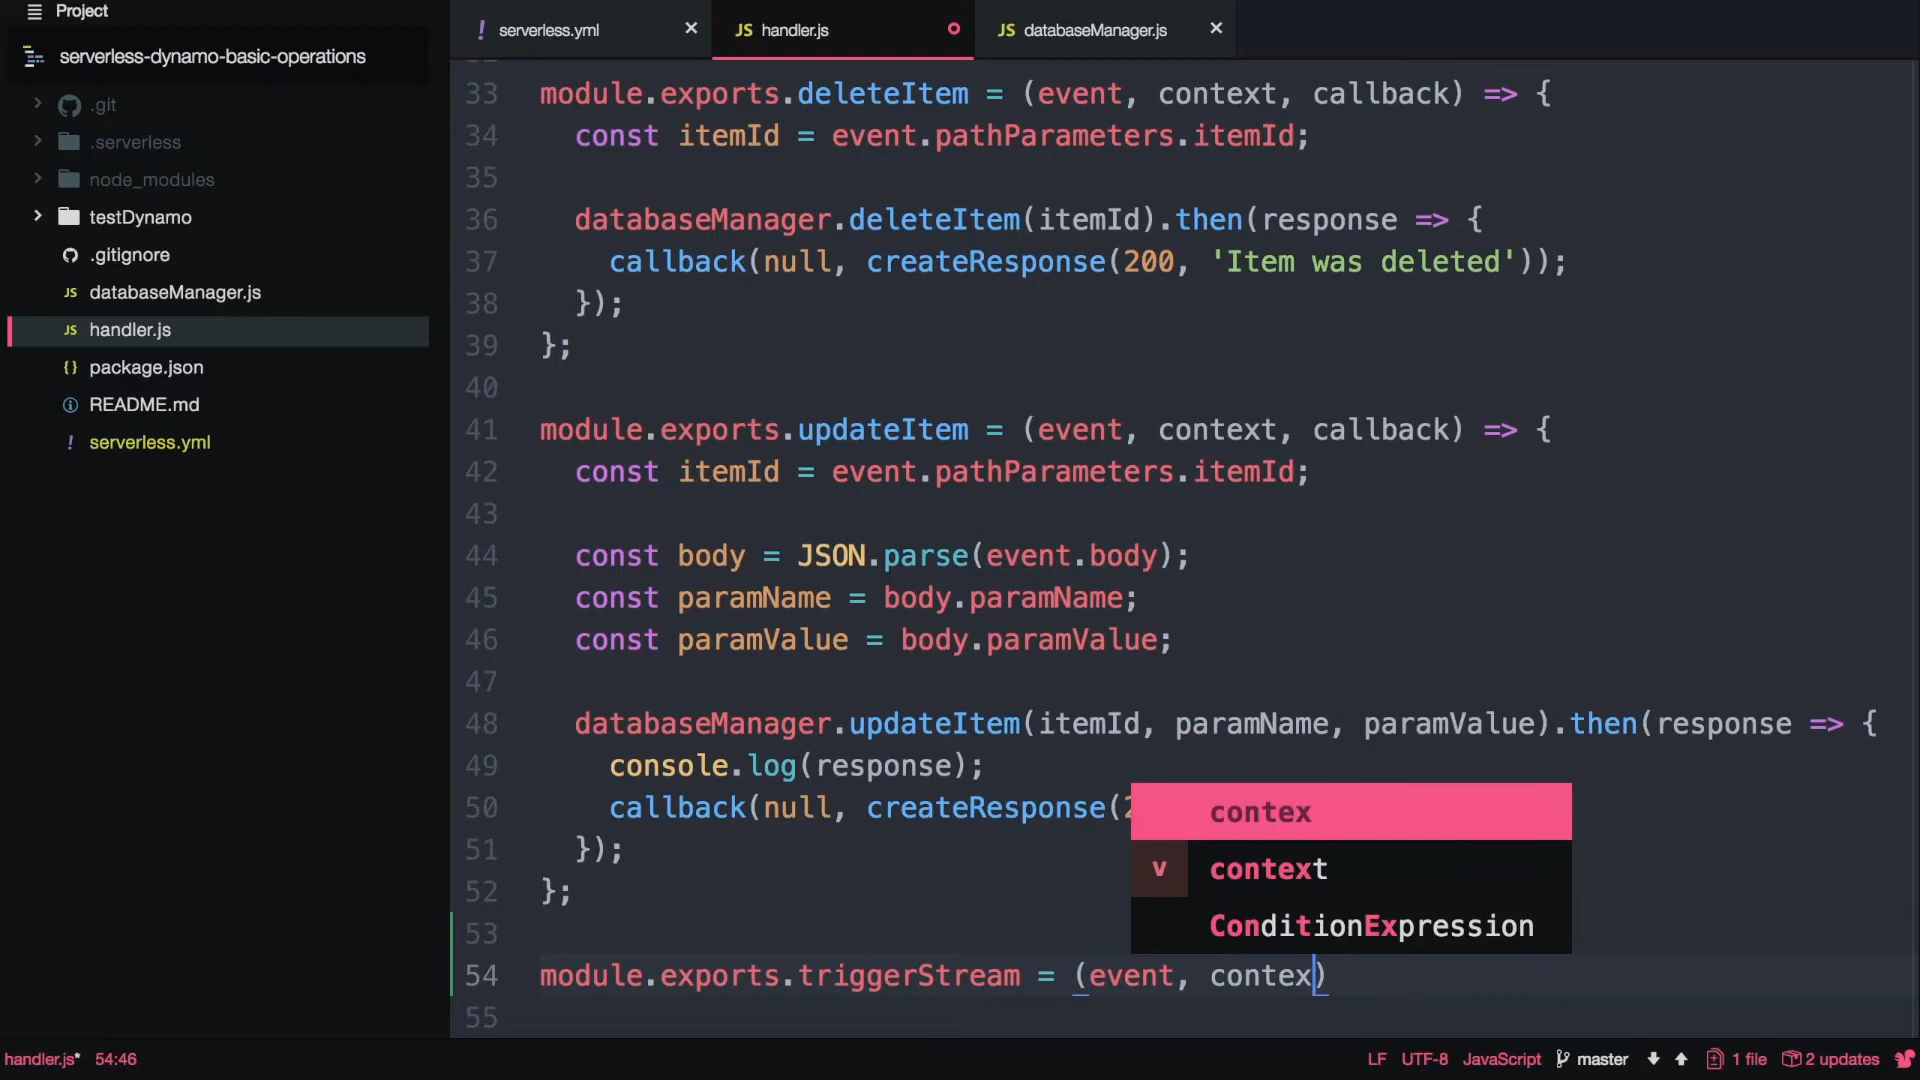 Project
serverless-dynamo-basic-operations
.git
.serverless
node_modules
testDynamo
.gitignore
JS databaseManager.js
JS handler.js
{} package.json
README.md
! serverless.yml
! serverless.yml ×
JS handler.js
JS databaseManager.js ×
33 module.exports.deleteItem = (event, context, callback) => {
34 const itemId = event.pathParameters.itemId;
35
36 databaseManager.deleteItem(itemId).then(response => {
37 callback(null, createResponse(200, 'Item was deleted'));
38 });
39 };
40
41 module.exports.updateItem = (event, context, callback) => {
42 const itemId = event.pathParameters.itemId;
43
44 const body = JSON.parse(event.body);
45 const paramName = body.paramName;
46 const paramValue = body.paramValue;
47
48 databaseManager.updateItem(itemId, paramName, paramValue).then(response => {
49 console.log(response);
50 callback(null, createResponse(2
51 });
52 };
53
54 module.exports.triggerStream = (event, contex)
55
contex
v context
ConditionExpression
handler.js* 54:46
LF UTF-8 JavaScript master 1 file 2 updates